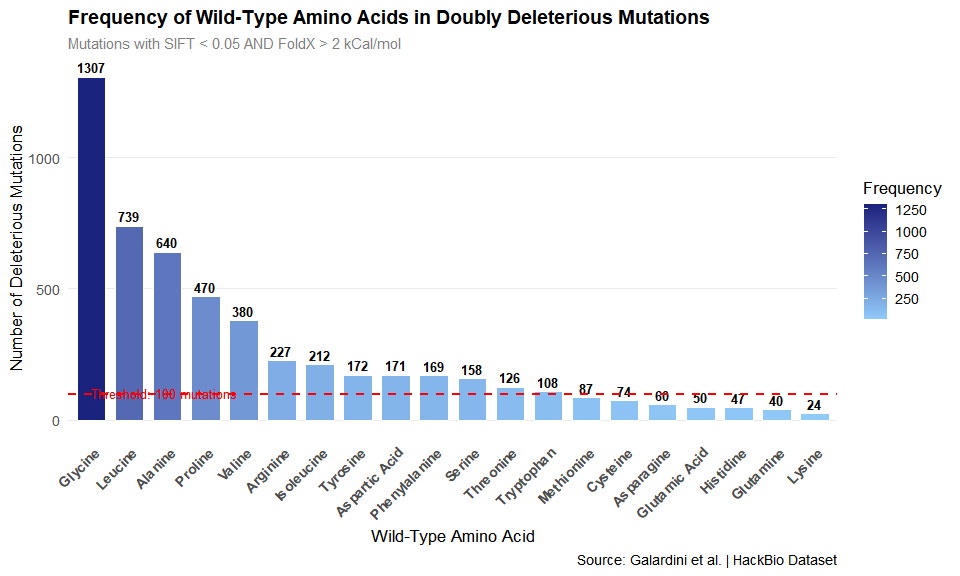 Frequency of Wild-Type Amino Acids in Doubly Deleterious Mutations
Mutations with SIFT < 0.05 AND FoldX > 2 kCal/mol
Number of Deleterious Mutations
1000
500
0
1307
739
640
470
380
227
212
172
171
169
158
126
108
87
74
60
50
47
40
24
Threshold: 100 mutations
Glycine
Leucine
Alanine
Proline
Valine
Arginine
Isoleucine
Tyrosine
Aspartic Acid
Phenylalanine
Serine
Threonine
Tryptophan
Methionine
Cysteine
Asparagine
Glutamic Acid
Histidine
Glutamine
Lysine
Wild-Type Amino Acid
Frequency
1250
1000
750
500
250
Source: Galardini et al. | HackBio Dataset